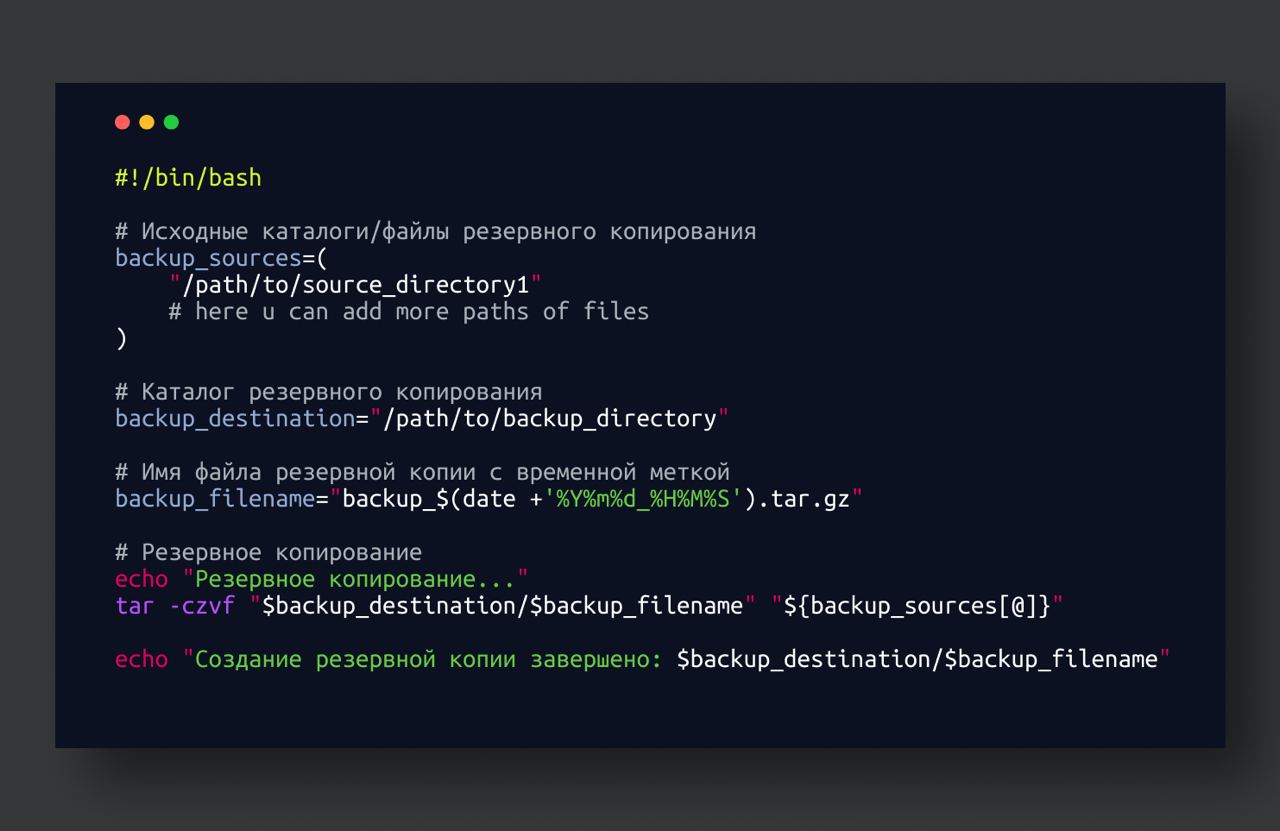 #!/bin/bash
# Исходные каталоги/файлы резервного копирования
backup_sources=(
    "/path/to/source_directory1"
    # here u can add more paths of files
)
# Каталог резервного копирования
backup_destination="/path/to/backup_directory"
# Имя файла резервной копии с временной меткой
backup_filename="backup_$(date +'%Y%m%d_%H%M%S').tar.gz"
# Резервное копирование
echo "Резервное копирование..."
tar -czvf "$backup_destination/$backup_filename" "${backup_sources[@]}"
echo "Создание резервной копии завершено: $backup_destination/$backup_filename"